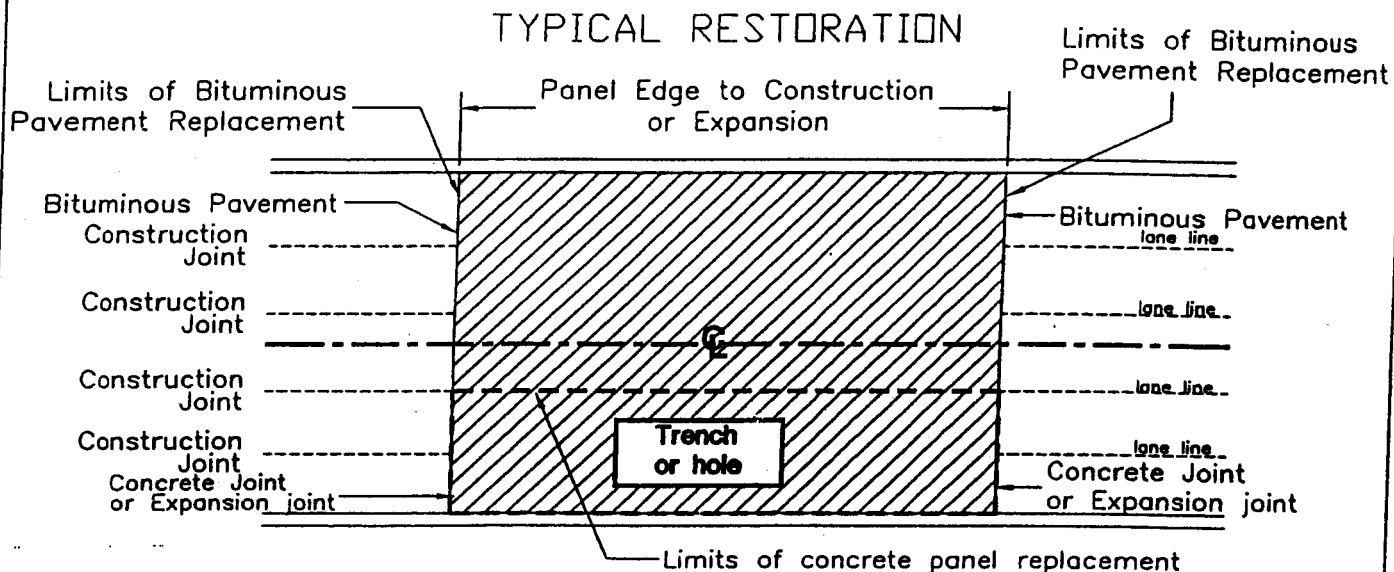 TYPICAL RESTORATION
Limits of Bituminous
Pavement Replacement
Panel Edge to Construction
or Expansion
Limits of Bituminous
Pavement Replacement
Bituminous Pavement
Bituminous Pavement
Construction
Joint
lane line
Construction
Joint
lane line
CL
Construction
Joint
lane line
Trench
or hole
Construction
Joint
lane line
Concrete Joint
or Expansion joint
Concrete Joint
or Expansion joint
Limits of concrete panel replacement